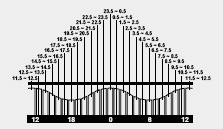 23.5 ~ 0.5
22.5 ~ 23.5 0.5 ~ 1.5
21.5 ~ 22.5 1.5 ~ 2.5
20.5 ~ 21.5 2.5 ~ 3.5
19.5 ~ 20.5 3.5 ~ 4.5
18.5 ~ 19.5 4.5 ~ 5.5
17.5 ~ 18.5 5.5 ~ 6.5
16.5 ~ 17.5 6.5 ~ 7.5
15.5 ~ 16.5 7.5 ~ 8.5
14.5 ~ 15.5 8.5 ~ 9.5
13.5 ~ 14.5 9.5 ~ 10.5
12.5 ~ 13.5 10.5 ~ 11.5
11.5 ~ 12.5 11.5 ~ 12.5
12 18 0 6 12